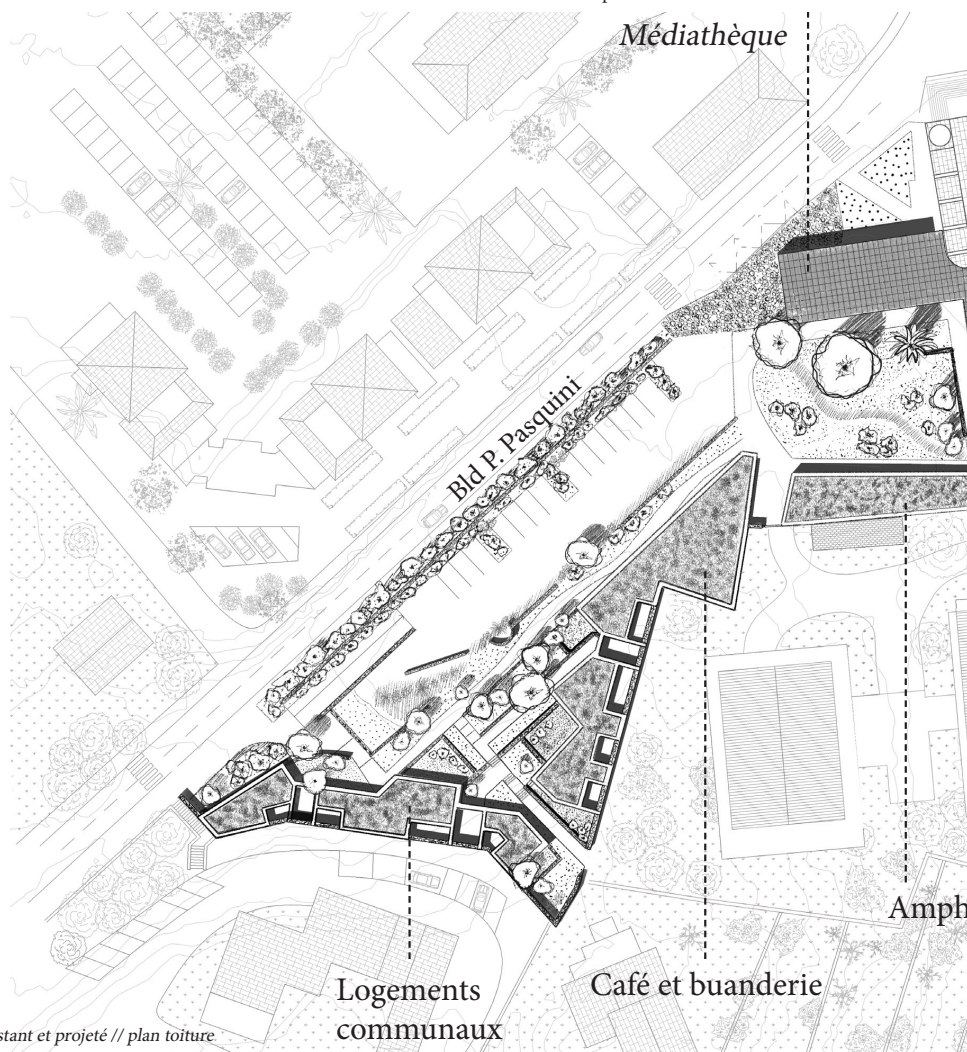 Médiathèque
Bld P. Pasquini
Amph
Café et buanderie
Logements
communaux
stant et projeté // plan toiture